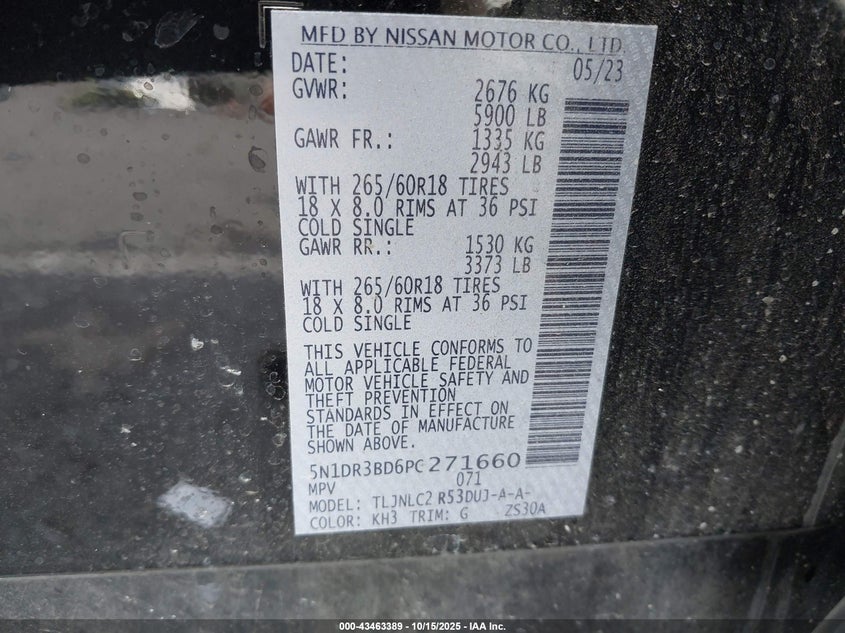 MFD BY NISSAN MOTOR CO., LTD.
DATE: 05/23
GVWR: 2676 KG
5900 LB
GAWR FR.: 1335 KG
2943 LB
WITH 265/60R18 TIRES
18 X 8.0 RIMS AT 36 PSI
COLD SINGLE
GAWR RR.: 1530 KG
3373 LB
WITH 265/60R18 TIRES
18 X 8.0 RIMS AT 36 PSI
COLD SINGLE
THIS VEHICLE CONFORMS TO
ALL APPLICABLE FEDERAL
MOTOR VEHICLE SAFETY AND
THEFT PREVENTION
STANDARDS IN EFFECT ON
THE DATE OF MANUFACTURE
SHOWN ABOVE.
5N1DR3BD6PC271660
MPV 071
MODEL: TLJNLC2 R53DUJ-A-A-
COLOR: KH3 TRIM: G ZS30A
000-43463389 - 10/15/2025 - IAA Inc.